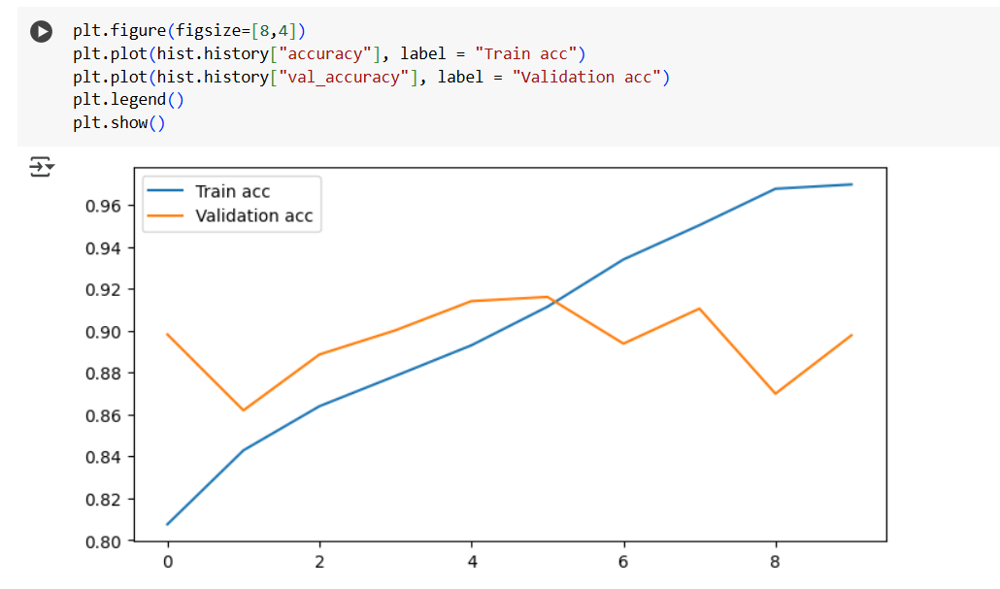 plt.figure(figsize=[8,4])
plt.plot(hist.history["accuracy"], label = "Train acc")
plt.plot(hist.history["val_accuracy"], label = "Validation acc")
plt.legend()
plt.show()
Train acc
Validation acc
0.96
0.94
0.92
0.90
0.88
0.86
0.84
0.82
0.80
0 2 4 6 8